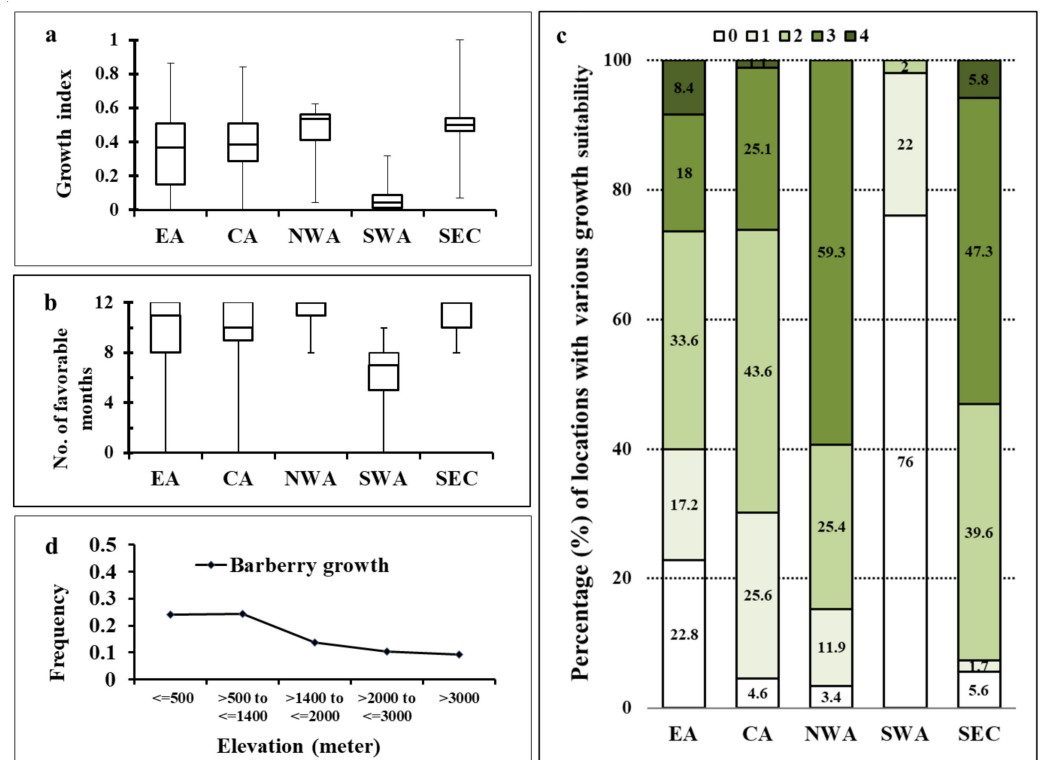 a
1
0.8
0.6
0.4
0.2
0
Growth index
EA CA NWA SWA SEC
b
12
8
4
0
No. of favorable
months
EA CA NWA SWA SEC
d
0.5
0.4
0.3
0.2
0.1
0
Frequency
Barberry growth
<=500 >500 to >1400 to >2000 to >3000
<=1400 <=2000 <=3000
Elevation (meter)
c
0 1 2 3 4
100
80
60
40
20
0
Percentage (%) of locations with various growth suitability
8.4
18
33.6
17.2
22.8
1.1
25.1
43.6
25.6
4.6
59.3
25.4
11.9
3.4
2
22
76
5.8
47.3
39.6
1.7
5.6
EA CA NWA SWA SEC